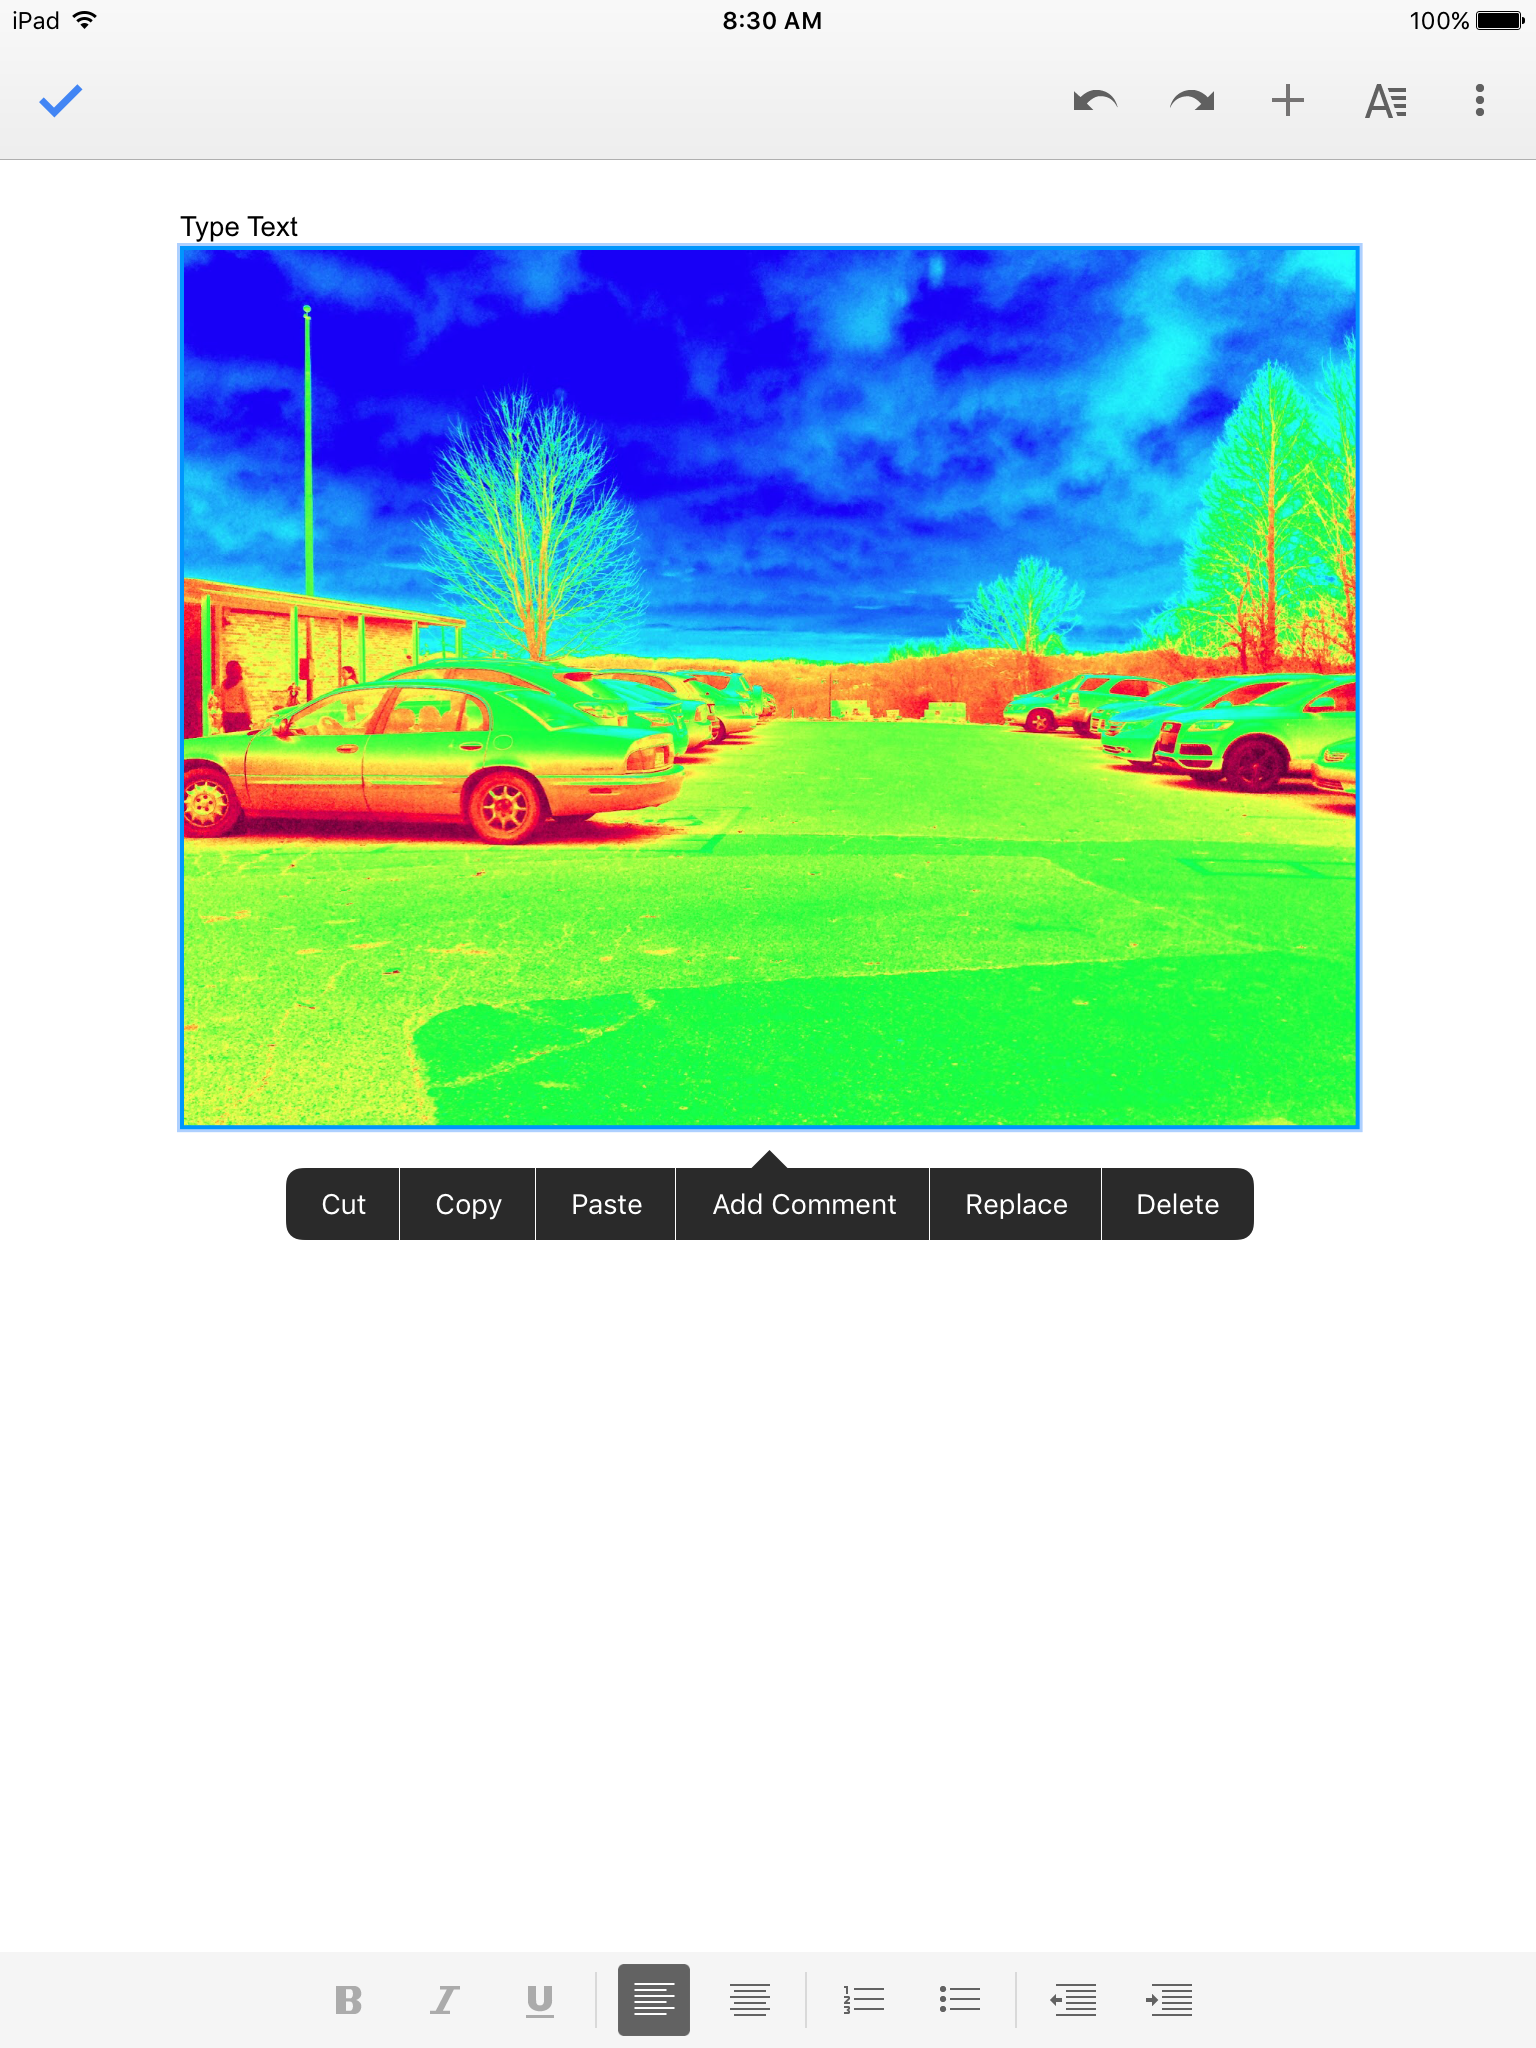 iPad 8:30 AM 100%
Type Text
Cut Copy Paste Add Comment Replace Delete
B I U